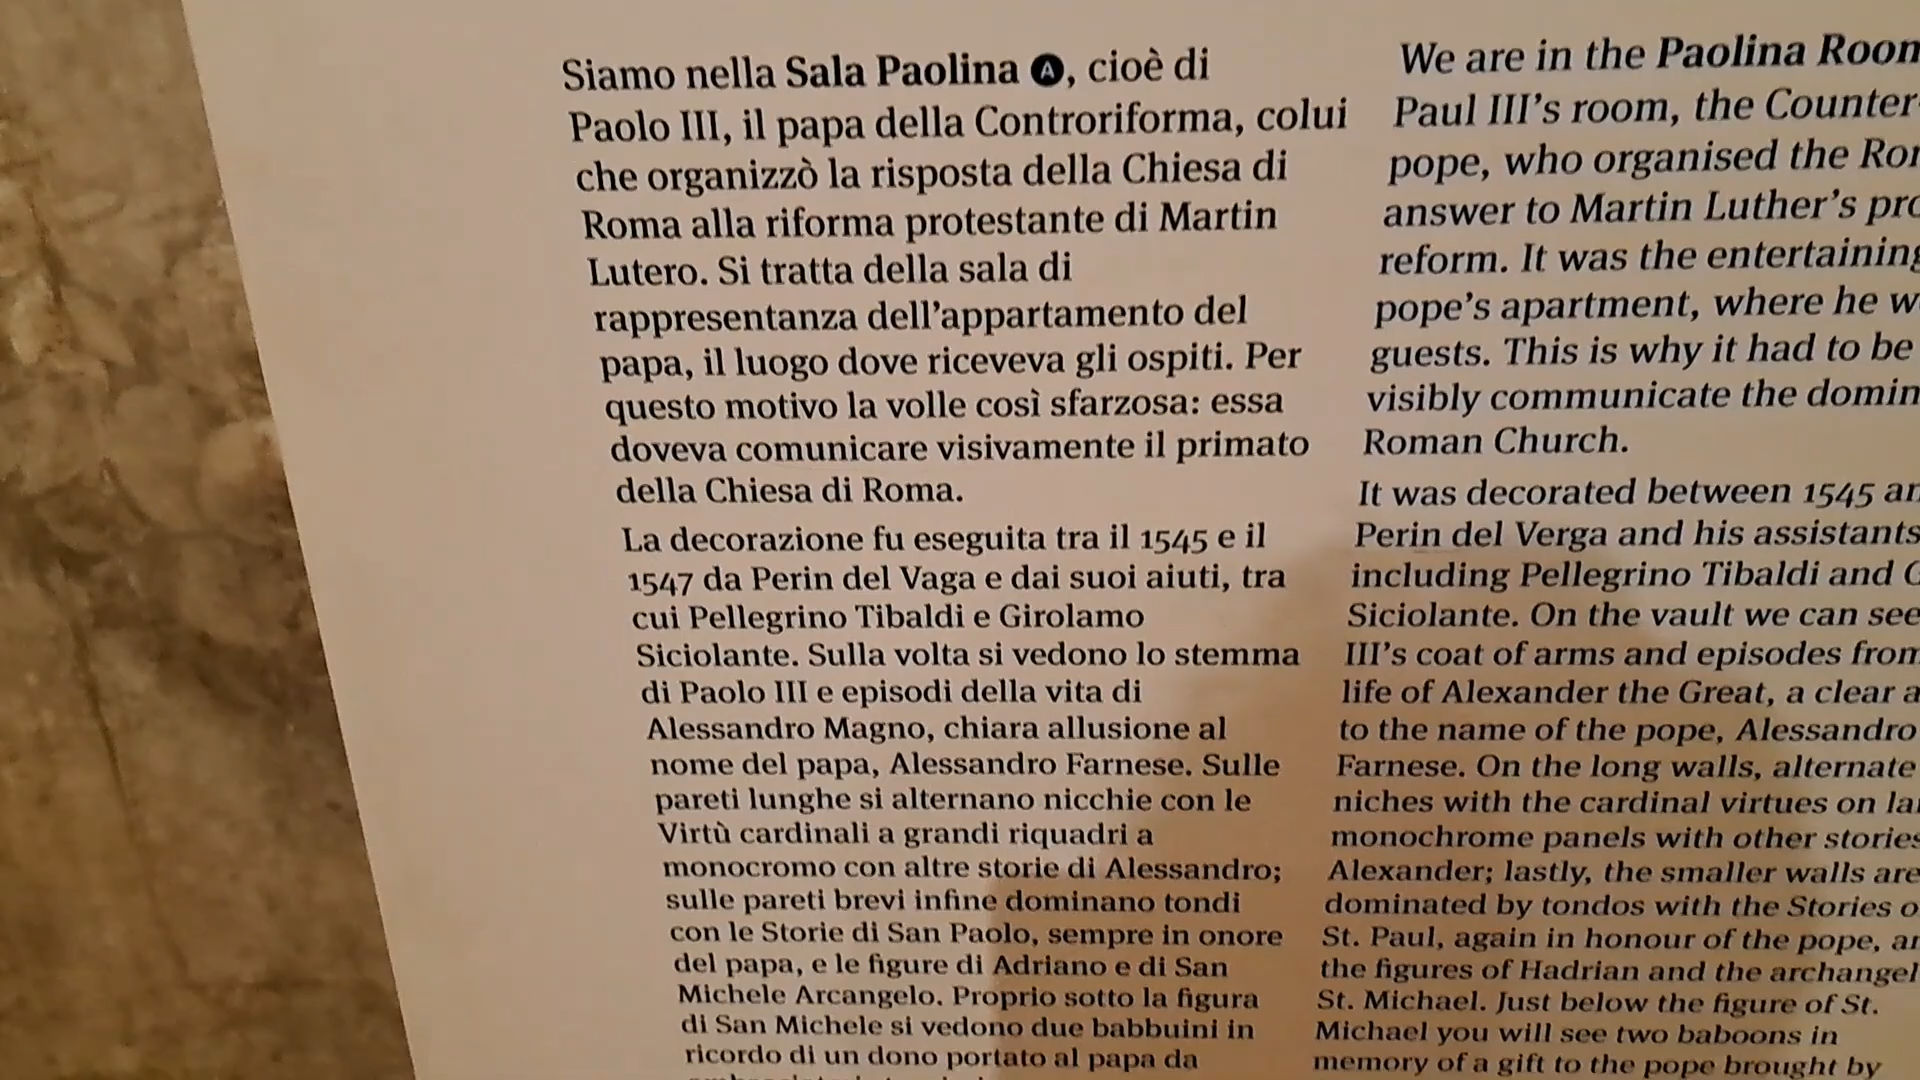 Siamo nella Sala Paolina A, cioè di
Paolo III, il papa della Controriforma, colui
che organizzò la risposta della Chiesa di
Roma alla riforma protestante di Martin
Lutero. Si tratta della sala di
rappresentanza dell'appartamento del
papa, il luogo dove riceveva gli ospiti. Per
questo motivo la volle così sfarzosa: essa
doveva comunicare visivamente il primato
della Chiesa di Roma.
La decorazione fu eseguita tra il 1545 e il
1547 da Perin del Vaga e dai suoi aiuti, tra
cui Pellegrino Tibaldi e Girolamo
Siciolante. Sulla volta si vedono lo stemma
di Paolo III e episodi della vita di
Alessandro Magno, chiara allusione al
nome del papa, Alessandro Farnese. Sulle
pareti lunghe si alternano nicchie con le
Virtù cardinali a grandi riquadri a
monocromo con altre storie di Alessandro;
sulle pareti brevi infine dominano tondi
con le Storie di San Paolo, sempre in onore
del papa, e le figure di Adriano e di San
Michele Arcangelo. Proprio sotto la figura
di San Michele si vedono due babbuini in
ricordo di un dono portato al papa da
We are in the Paolina
Paul III's room, the Counter-
pope, who organised the
answer to Martin Luther's
reform. It was the entertaining
pope's apartment, where he
guests. This is why it had to be
visibly communicate the
Roman Church.
It was decorated between 1545
Perin del Verga and his assistants
including Pellegrino Tibaldi and
Siciolante. On the vault we can see
III's coat of arms and episodes from
life of Alexander the Great, a clear
to the name of the pope, Alessandro
Farnese. On the long walls, alternate
niches with the cardinal virtues on
monochrome panels with other stories
Alexander; lastly, the smaller walls are
dominated by tondos with the Stories
St. Paul, again in honour of the pope,
the figures of Hadrian and the archangel
St. Michael. Just below the figure of St.
Michael you will see two baboons in
memory of a gift to the pope brought by